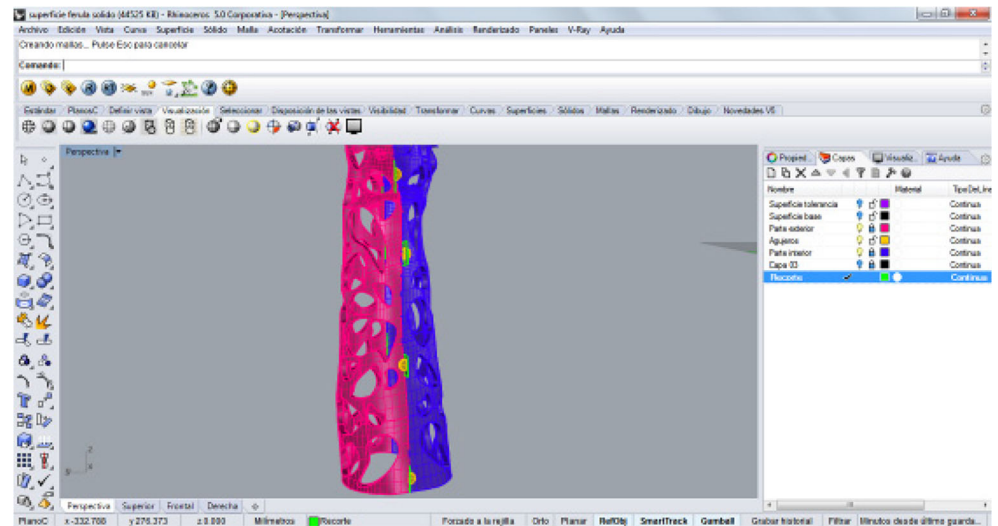 superficie ferula solido (44525 KB) - Rhinoceros 5.0 Corporativa - [Perspectiva]
Archivo Edición Vista Curva Superficie Sólido Malla Acotación Transformar Herramientas Análisis Renderizado Paneles V-Ray Ayuda
Creando mallas... Pulse Esc para cancelar
Comando:
Estándar PlanosC Definir vista Visualización Seleccionar Disposición de las vistas Visibilidad Transformar Curvas Superficies Sólidos Mallas Renderizado Dibujo Novedades V5
Perspectiva
Propied... Capas Visualiz... Ayuda
Nombre Material TipoDeLíne
Superficie tolerancia Continua
Superficie base Continua
Parte exterior Continua
Agujeros Continua
Parte interior Continua
Capa 03 Continua
Recorte Continua
z
y x
Perspectiva Superior Frontal Derecha
PlanoC x -332.788 y 276.373 z 0.000 Milímetros Recorte Forzado a la rejilla Orto Planar RefObj SmartTrack Gumball Grabar historial Filtrar Minutos desde último guarda...